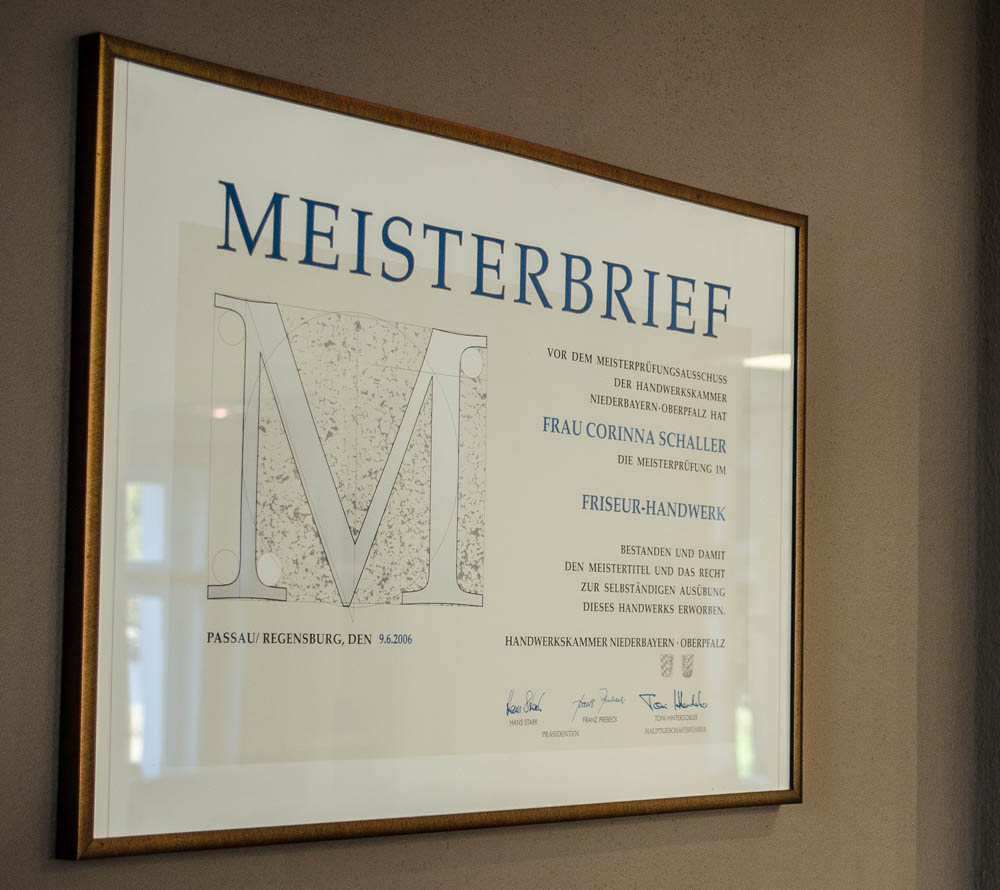 MEISTERBRIEF
M
VOR DEM MEISTERPRÜFUNGSAUSSCHUSS
DER HANDWERKSKAMMER
NIEDERBAYERN·OBERPFALZ HAT
FRAU CORINNA SCHALLER
DIE MEISTERPRÜFUNG IM
FRISEUR-HANDWERK
BESTANDEN UND DAMIT
DEN MEISTERTITEL UND DAS RECHT
ZUR SELBSTÄNDIGEN AUSÜBUNG
DIESES HANDWERKS ERWORBEN.
PASSAU/ REGENSBURG, DEN 9.6.2006
HANDWERKSKAMMER NIEDERBAYERN·OBERPFALZ
Hans Stark
HANS STARK
FRANZ PREBECK
TONI HINTERDOBLER
PRÄSIDENTEN
HAUPTGESCHÄFTSFÜHRER